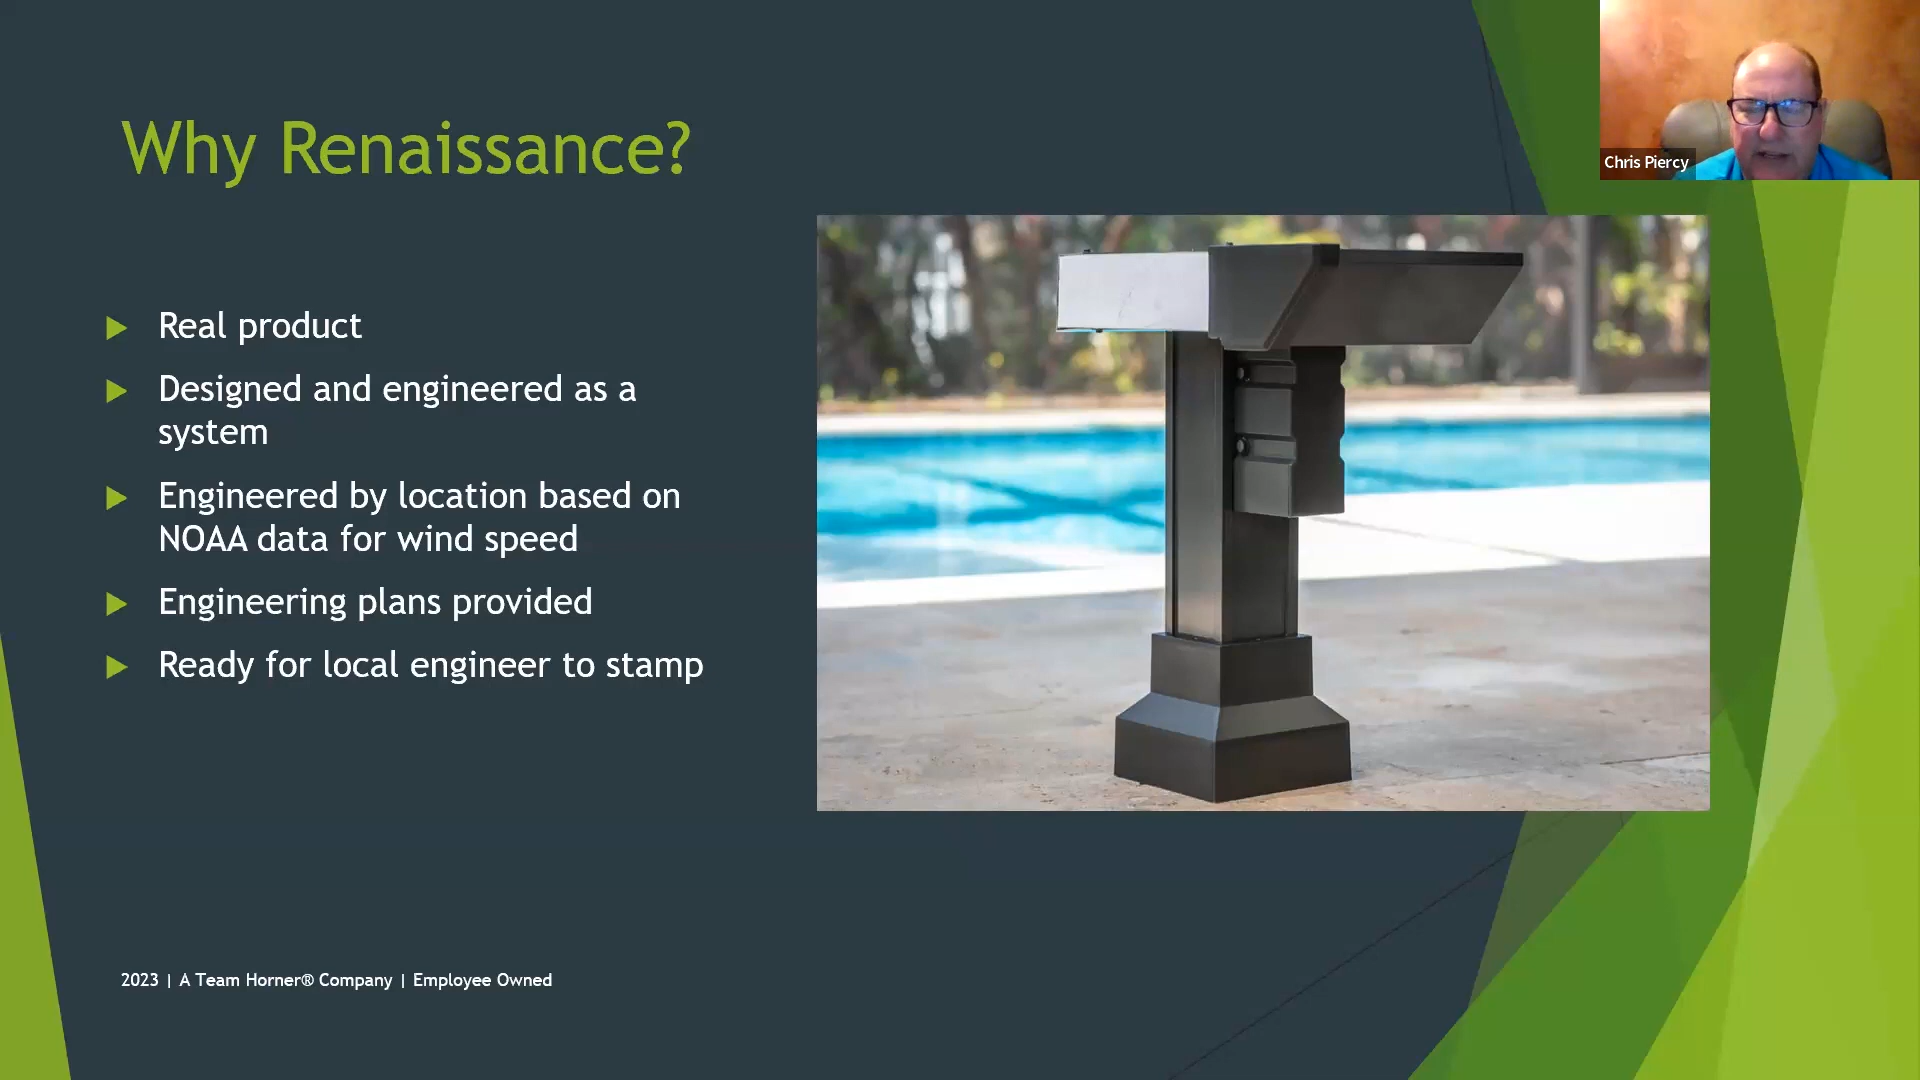 Why Renaissance?
Real product
Designed and engineered as a
system
Engineered by location based on
NOAA data for wind speed
Engineering plans provided
Ready for local engineer to stamp
2023 | A Team Horner® Company | Employee Owned
Chris Piercy